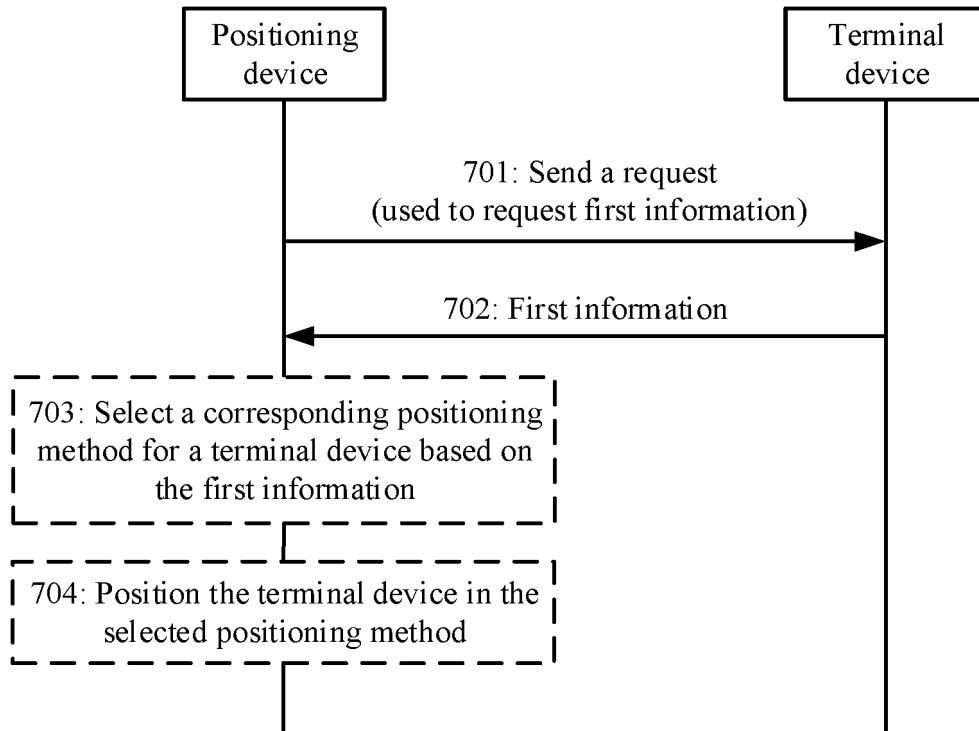 Positioning
device
Terminal
device
701: Send a request
(used to request first information)
702: First information
703: Select a corresponding positioning
method for a terminal device based on
the first information
704: Position the terminal device in the
selected positioning method